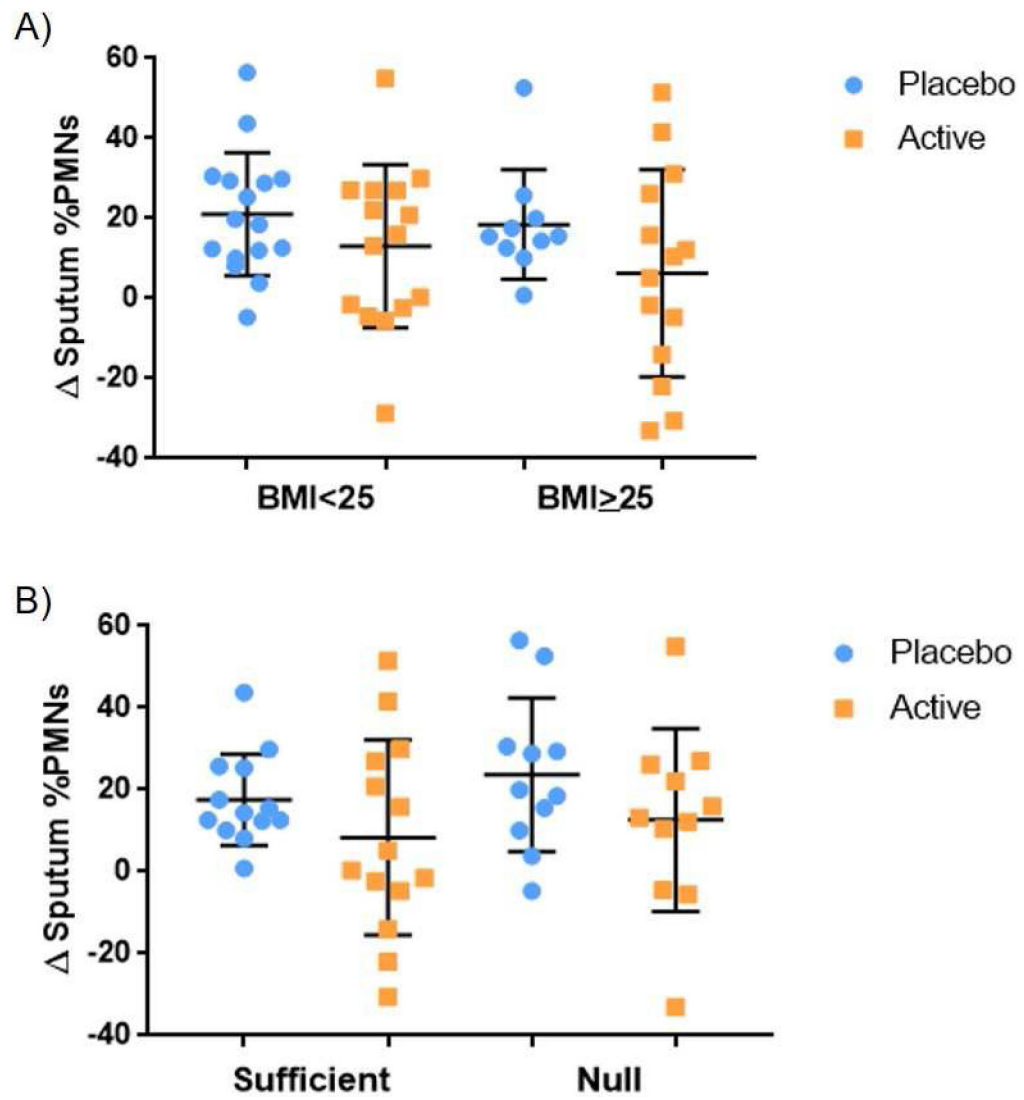 A)
60
40
20
0
-20
-40
Δ Sputum %PMNs
BMI<25
BMI≥25
Placebo
Active
B)
60
40
20
0
-20
-40
Δ Sputum %PMNs
Sufficient
Null
Placebo
Active